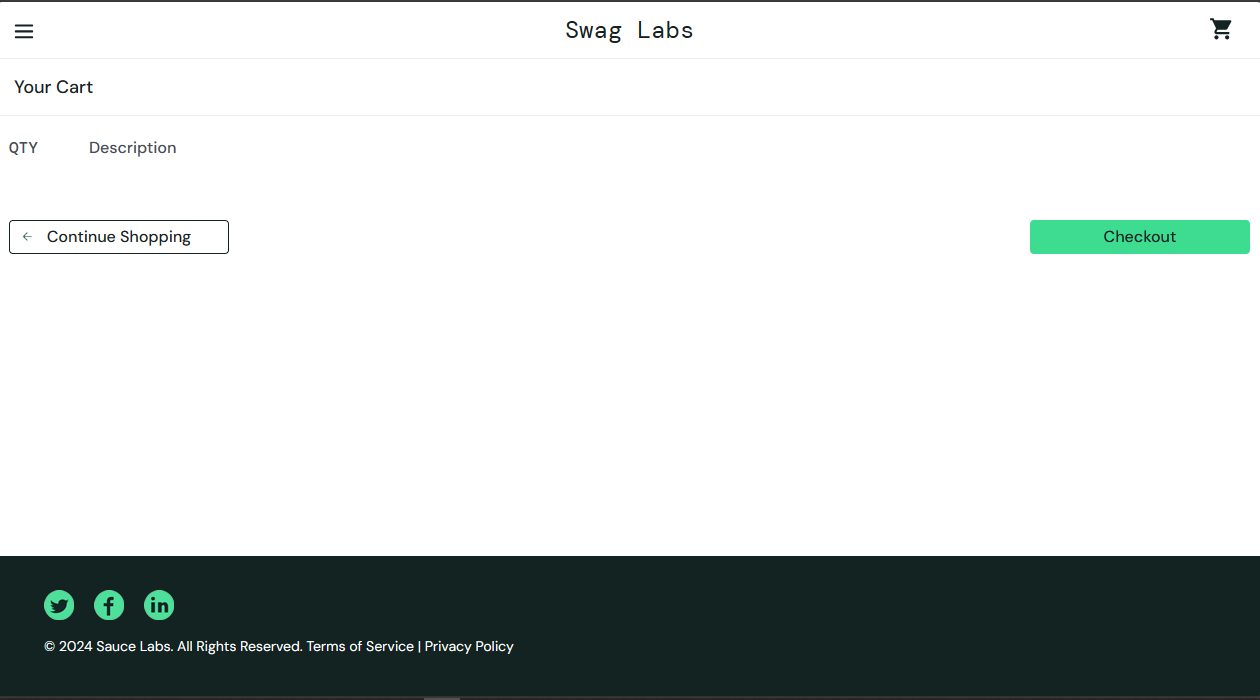 Swag Labs
Your Cart
QTY Description
Continue Shopping Checkout
© 2024 Sauce Labs. All Rights Reserved. Terms of Service | Privacy Policy